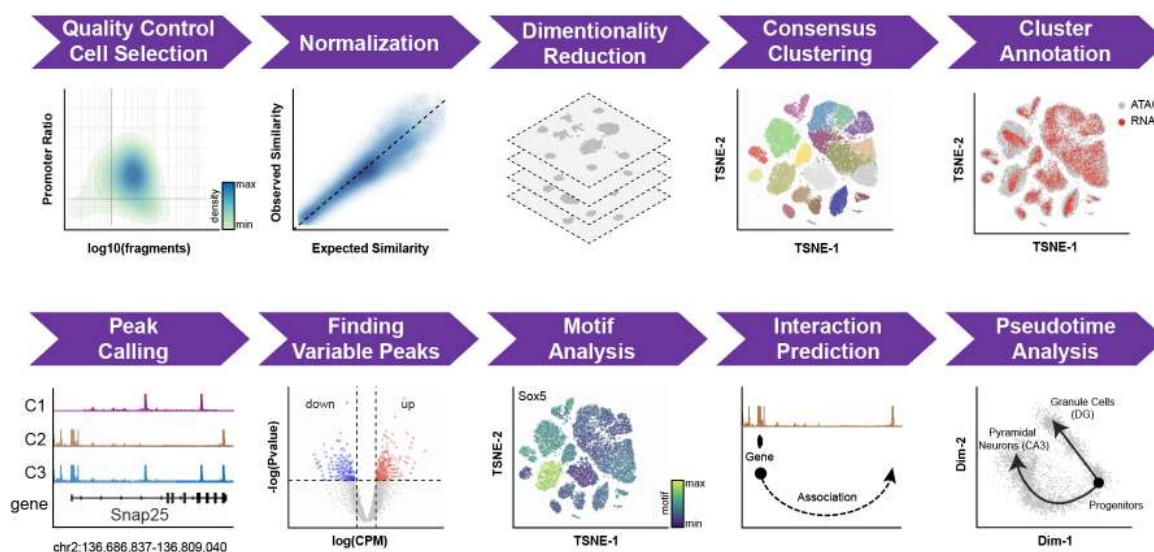 Quality Control
Cell Selection
Normalization
Dimentionality
Reduction
Consensus
Clustering
Cluster
Annotation
Promoter Ratio
log10(fragments)
density
max
min
Observed Similarity
Expected Similarity
TSNE-2
TSNE-1
TSNE-2
TSNE-1
ATAC
RNA
Peak
Calling
Finding
Variable Peaks
Motif
Analysis
Interaction
Prediction
Pseudotime
Analysis
C1
C2
C3
gene
Snap25
chr2:136,686,837-136,809,040
down
up
-log(Pvalue)
log(CPM)
Sox5
TSNE-2
TSNE-1
motif
max
min
Gene
Association
Granule Cells
(DG)
Pyramidal
Neurons (CA3)
Progenitors
Dim-2
Dim-1